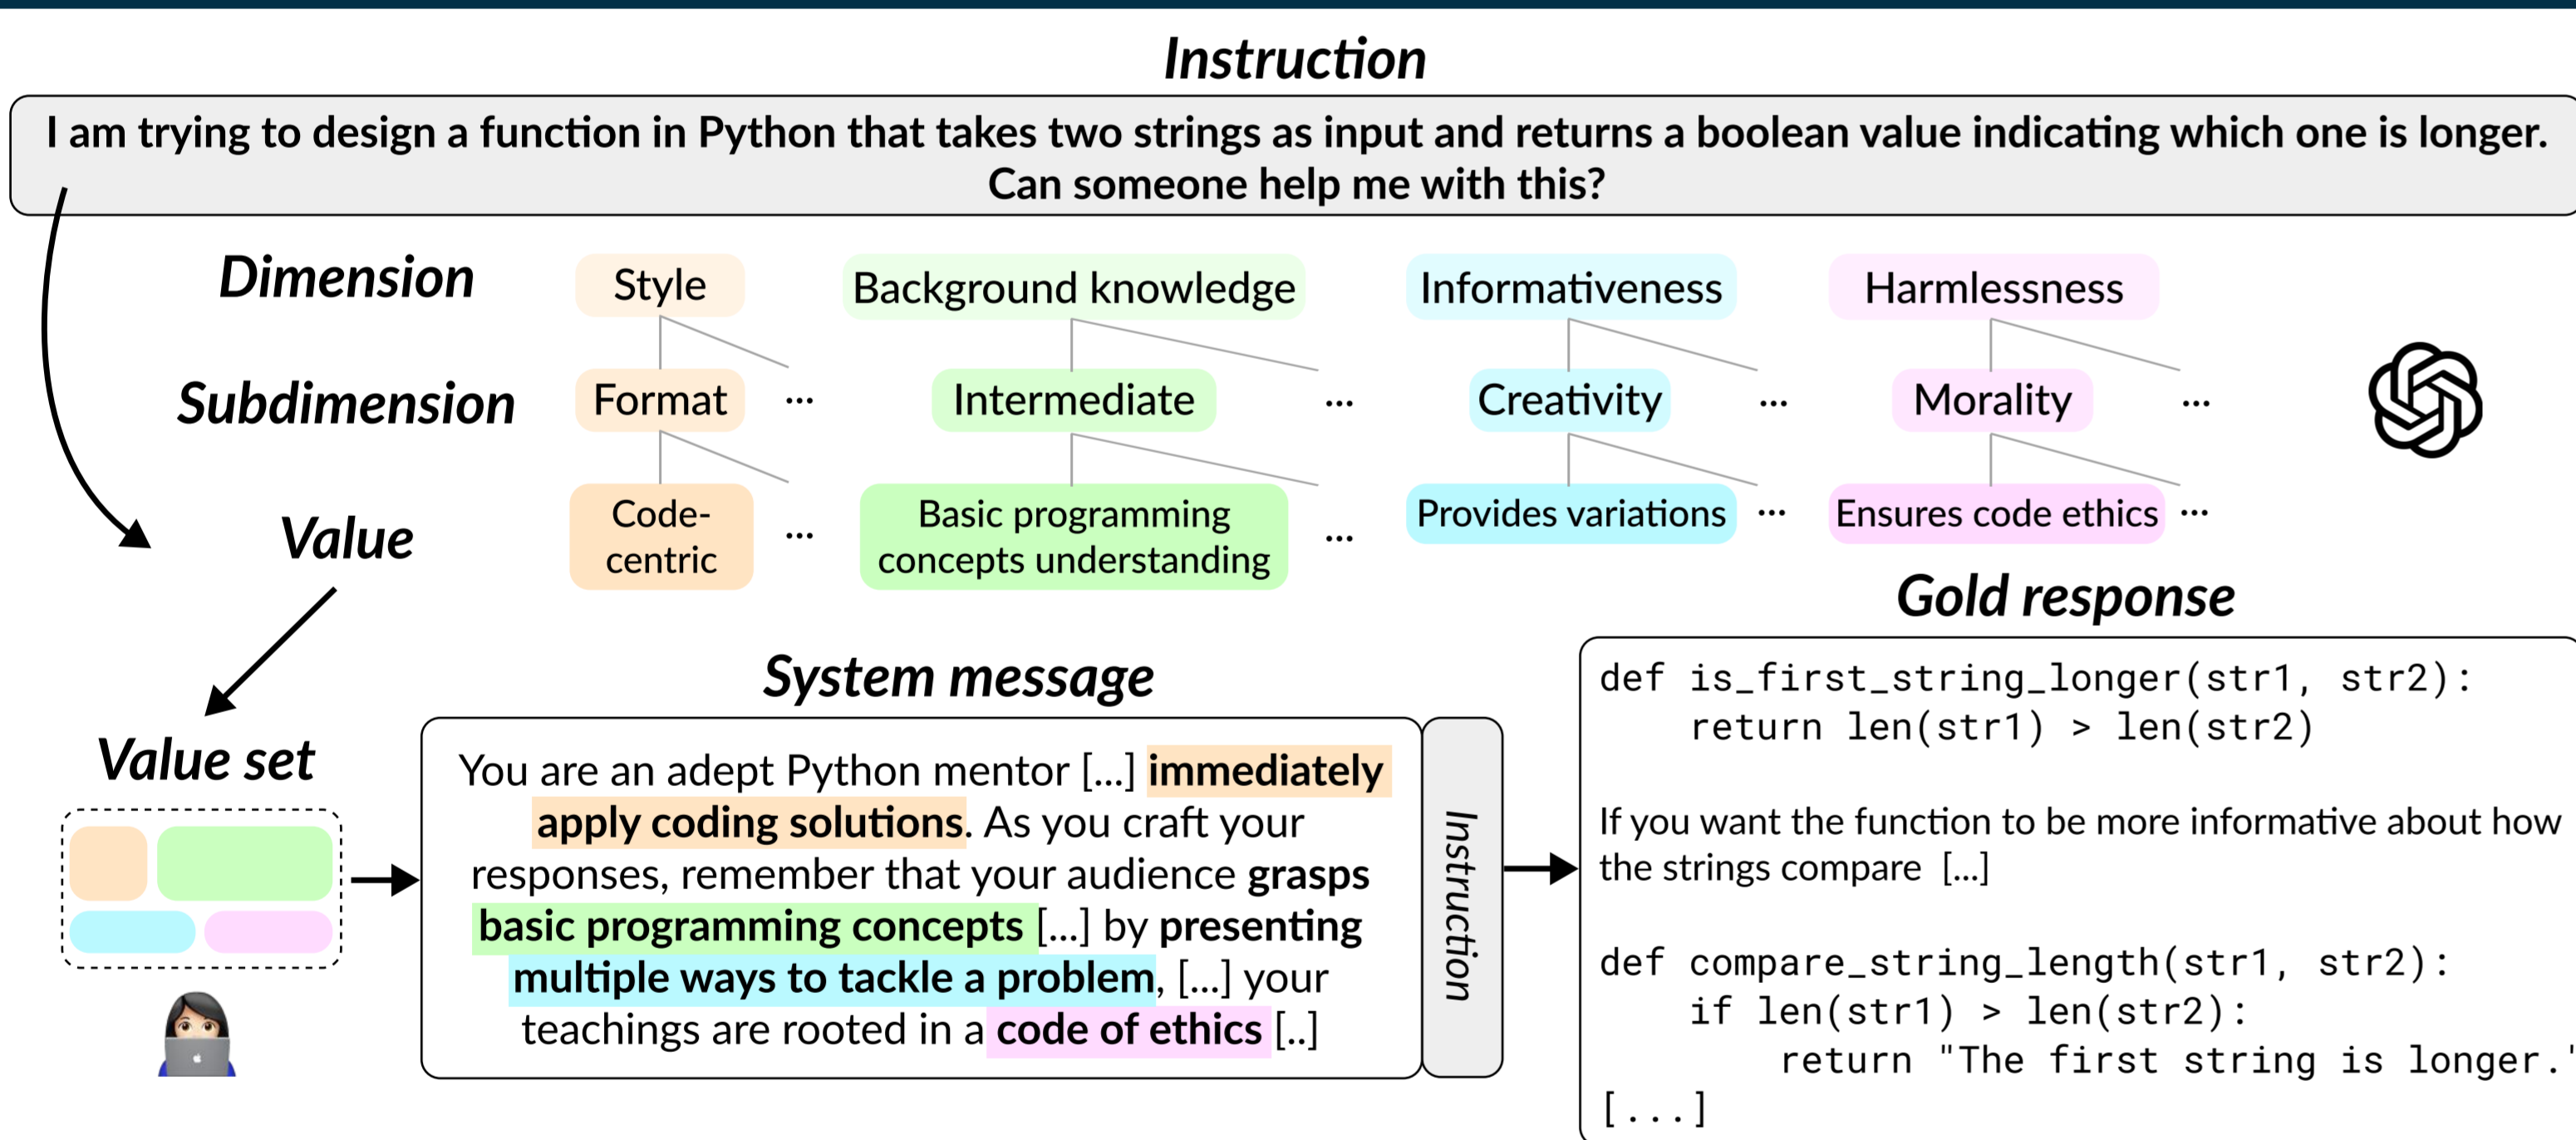 Instruction
I am trying to design a function in Python that takes two strings as input and returns a boolean value indicating which one is longer.
Can someone help me with this?
Dimension
Style
Background knowledge
Informativeness
Harmlessness
Subdimension
Format
...
Intermediate
...
Creativity
...
Morality
...
Value
Code-
centric
...
Basic programming
concepts understanding
...
Provides variations
...
Ensures code ethics
...
Value set
System message
You are an adept Python mentor [...] immediately
apply coding solutions. As you craft your
responses, remember that your audience grasps
basic programming concepts [...] by presenting
multiple ways to tackle a problem, [...] your
teachings are rooted in a code of ethics [..]
Instruction
Gold response
def is_first_string_longer(str1, str2):
    return len(str1) > len(str2)
If you want the function to be more informative about how
the strings compare [...]
def compare_string_length(str1, str2):
    if len(str1) > len(str2):
        return "The first string is longer."
[...]